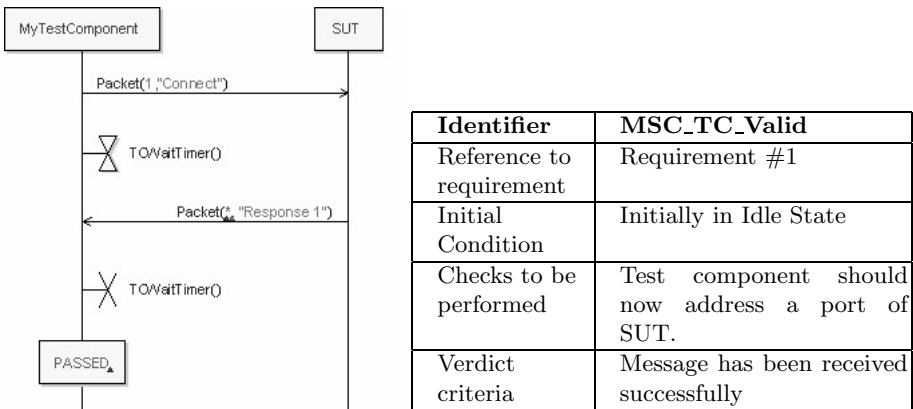 MyTestComponent
SUT
Packet(1,"Connect")
TOWaitTimer()
Packet(*, "Response 1")
TOWaitTimer()
PASSED
Identifier MSC_TC_Valid
Reference to Requirement #1
requirement
Initial Initially in Idle State
Condition
Checks to be Test component should
performed now address a port of
SUT.
Verdict Message has been received
criteria successfully